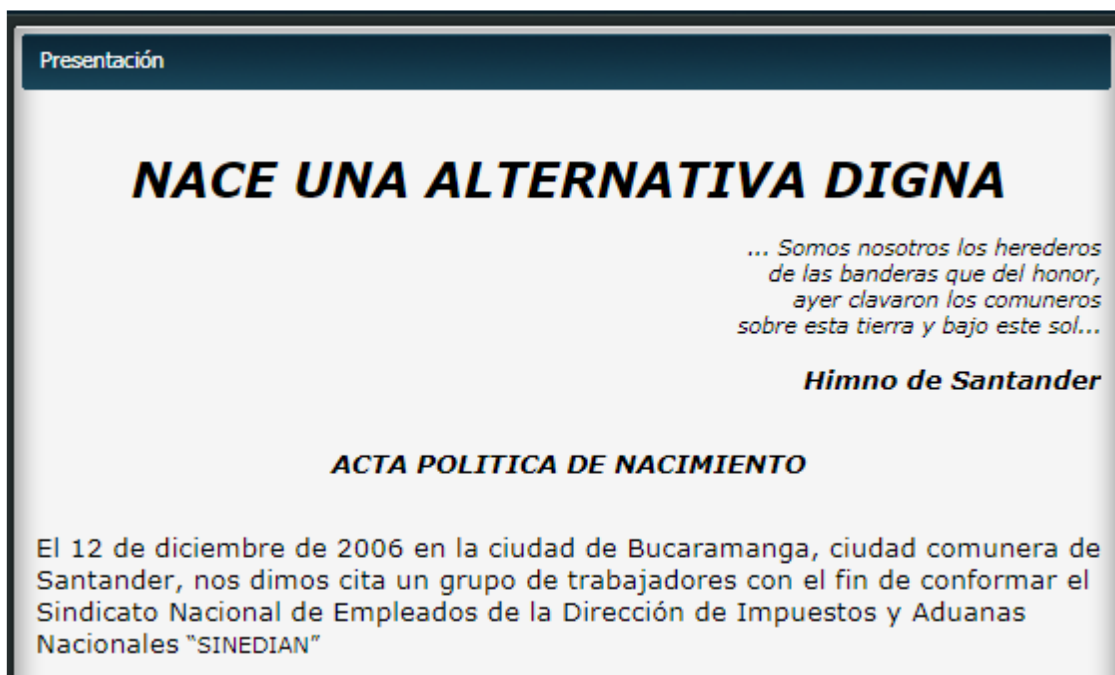 Presentación
NACE UNA ALTERNATIVA DIGNA
... Somos nosotros los herederos
de las banderas que del honor,
ayer clavaron los comuneros
sobre esta tierra y bajo este sol...
Himno de Santander
ACTA POLITICA DE NACIMIENTO
El 12 de diciembre de 2006 en la ciudad de Bucaramanga, ciudad comunera de
Santander, nos dimos cita un grupo de trabajadores con el fin de conformar el
Sindicato Nacional de Empleados de la Dirección de Impuestos y Aduanas
Nacionales “SINEDIAN”